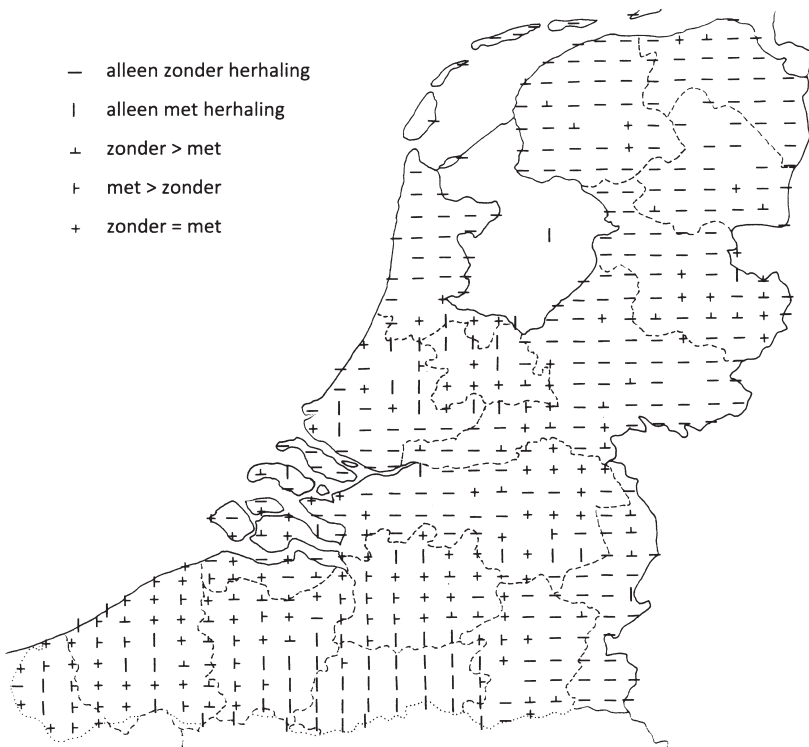 – alleen zonder herhaling
| alleen met herhaling
⊥ zonder > met
⊢ met > zonder
+ zonder = met